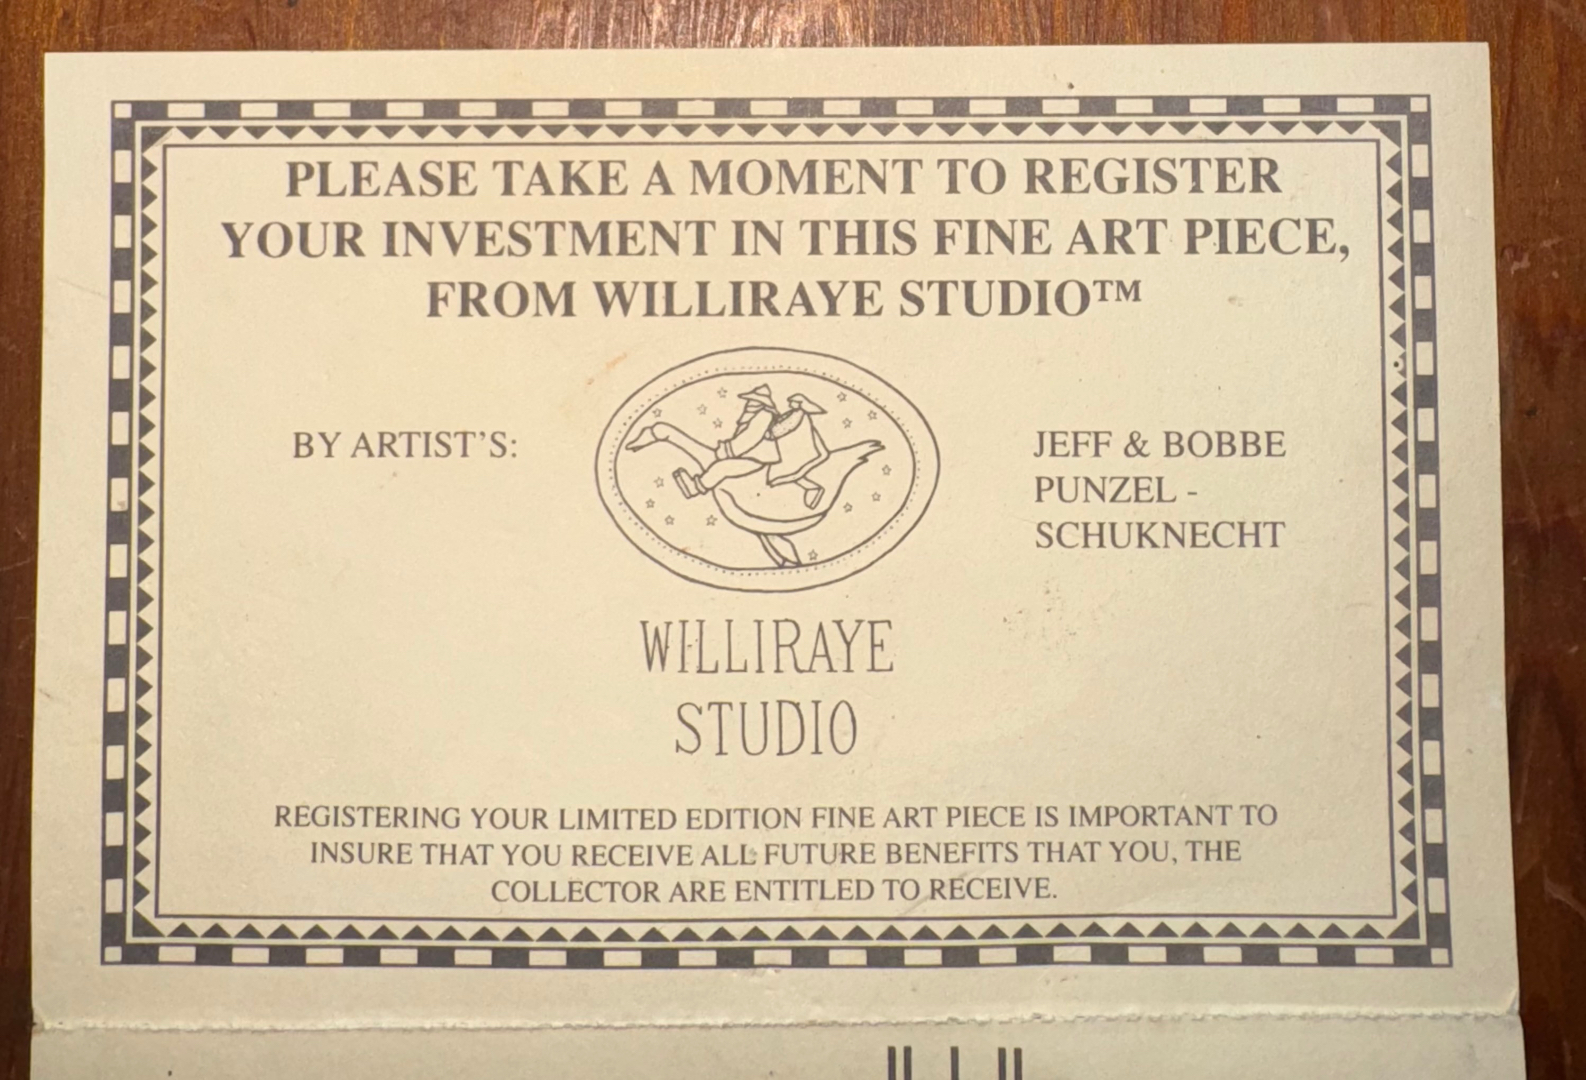 PLEASE TAKE A MOMENT TO REGISTER
YOUR INVESTMENT IN THIS FINE ART PIECE,
FROM WILLIRAYE STUDIO™
BY ARTIST'S:
JEFF & BOBBE
PUNZEL -
SCHUKNECHT
WILLIRAYE
STUDIO
REGISTERING YOUR LIMITED EDITION FINE ART PIECE IS IMPORTANT TO
INSURE THAT YOU RECEIVE ALL FUTURE BENEFITS THAT YOU, THE
COLLECTOR ARE ENTITLED TO RECEIVE.